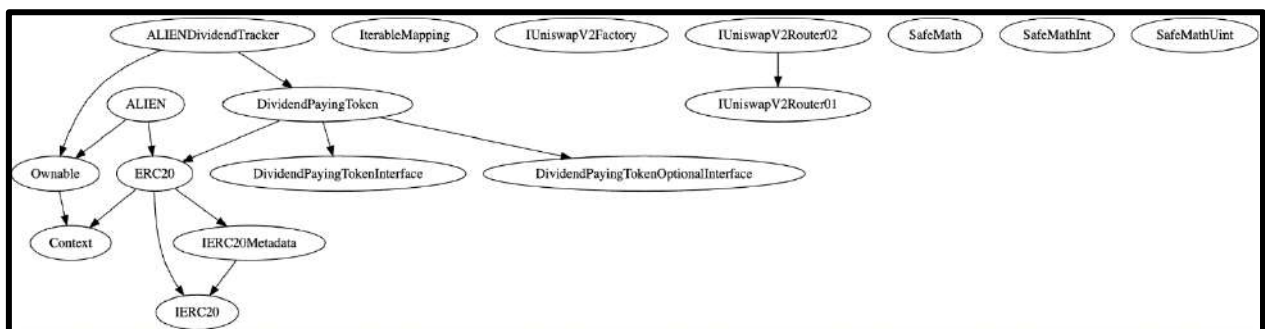 ALIENDividendTracker IterableMapping IUniswapV2Factory IUniswapV2Router02 SafeMath SafeMathInt SafeMathUint
ALIEN DividendPayingToken IUniswapV2Router01
Ownable ERC20 DividendPayingTokenInterface DividendPayingTokenOptionalInterface
Context IERC20Metadata
IERC20